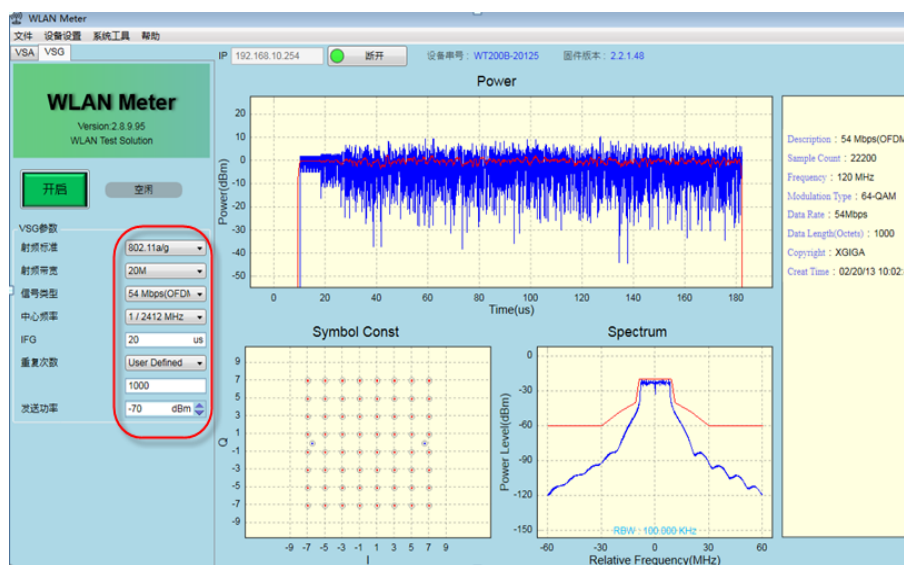 WLAN Meter
文件 设备设置 系统工具 帮助
VSA VSG
IP 192.168.10.254 断开 设备串号：WT200B-20125 固件版本：2.2.1.48
WLAN Meter
Version:2.8.9.95
WLAN Test Solution
开启 空闲
VSG参数
射频标准 802.11a/g
射频带宽 20M
信号类型 54 Mbps(OFDM
中心频率 1 / 2412 MHz
IFG 20 us
重复次数 User Defined
1000
发送功率 -70 dBm
Power
Power(dBm)
20
10
0
-10
-20
-30
-40
-50
0 20 40 60 80 100 120 140 160 180
Time(us)
Symbol Const
Q
9
7
5
3
1
-1
-3
-5
-7
-9
-9 -7 -5 -3 -1 1 3 5 7 9
I
Spectrum
Power Level(dBm)
0
-30
-60
-90
-120
-150
RBW : 100.000 KHz
-60 -30 0 30 60
Relative Frequency(MHz)
Description : 54 Mbps(OFDM
Sample Count : 22200
Frequency : 120 MHz
Modulation Type : 64-QAM
Data Rate : 54Mbps
Data Length(Octets) : 1000
Copyright : XGIGA
Creat Time : 02/20/13 10:02: